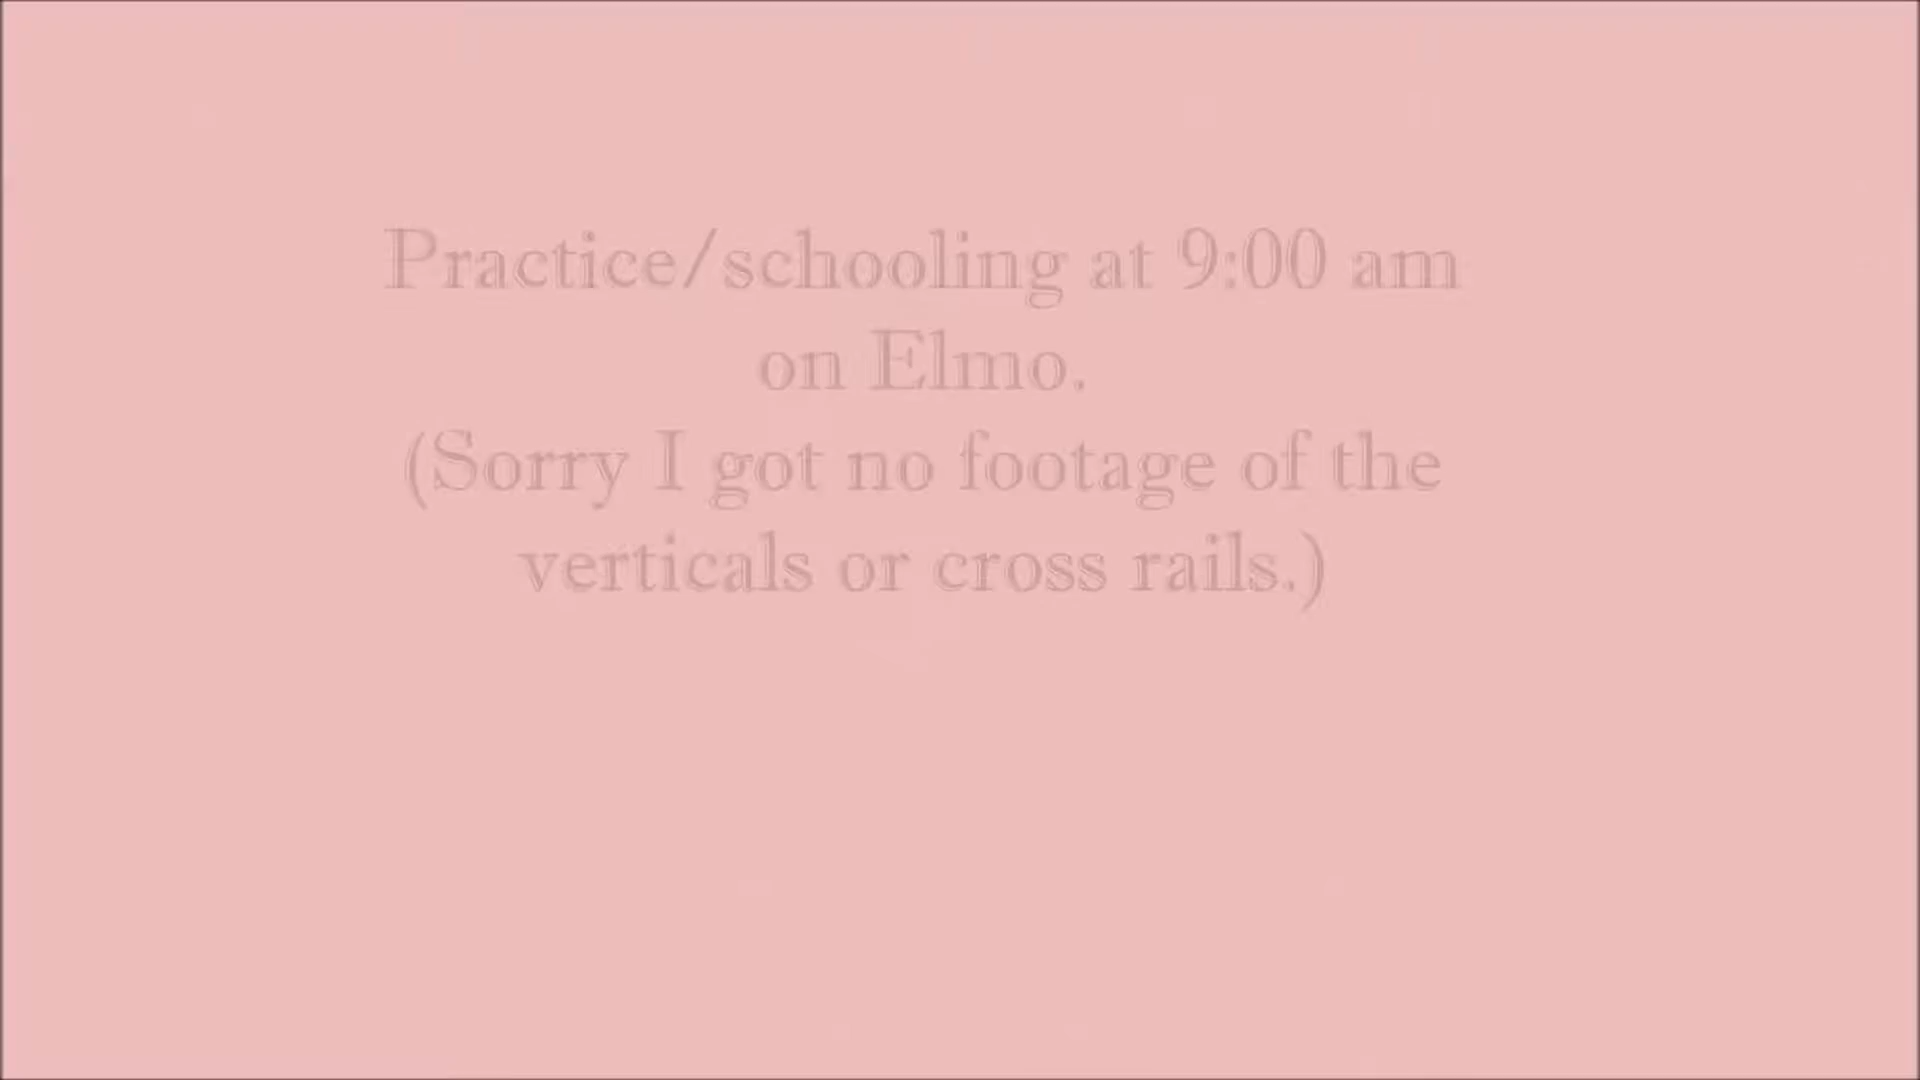 Practice/schooling at 9:00 am
on Elmo.
(Sorry I got no footage of the
verticals or cross rails.)